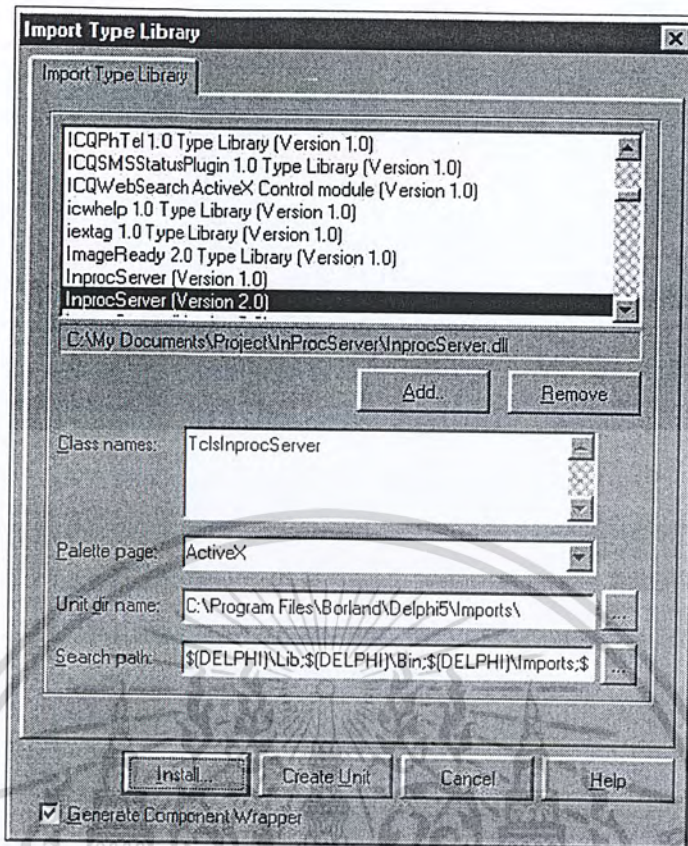 Import Type Library
Import Type Library
ICQPhTel 1.0 Type Library (Version 1.0)
ICQSMSStatusPlugin 1.0 Type Library (Version 1.0)
ICQWebSearch ActiveX Control module (Version 1.0)
icwhelp 1.0 Type Library (Version 1.0)
iextag 1.0 Type Library (Version 1.0)
ImageReady 2.0 Type Library (Version 1.0)
InprocServer (Version 1.0)
InprocServer (Version 2.0)
C:\My Documents\Project\InProcServer\InprocServer.dll
Add..
Remove
Class names:
TclsInprocServer
Palette page:
ActiveX
Unit dir name:
C:\Program Files\Borland\Delphi5\Imports\
...
Search path:
$(DELPHI)\Lib;$(DELPHI)\Bin;$(DELPHI)\Imports;$
...
Install...
Create Unit
Cancel
Help
Generate Component Wrapper